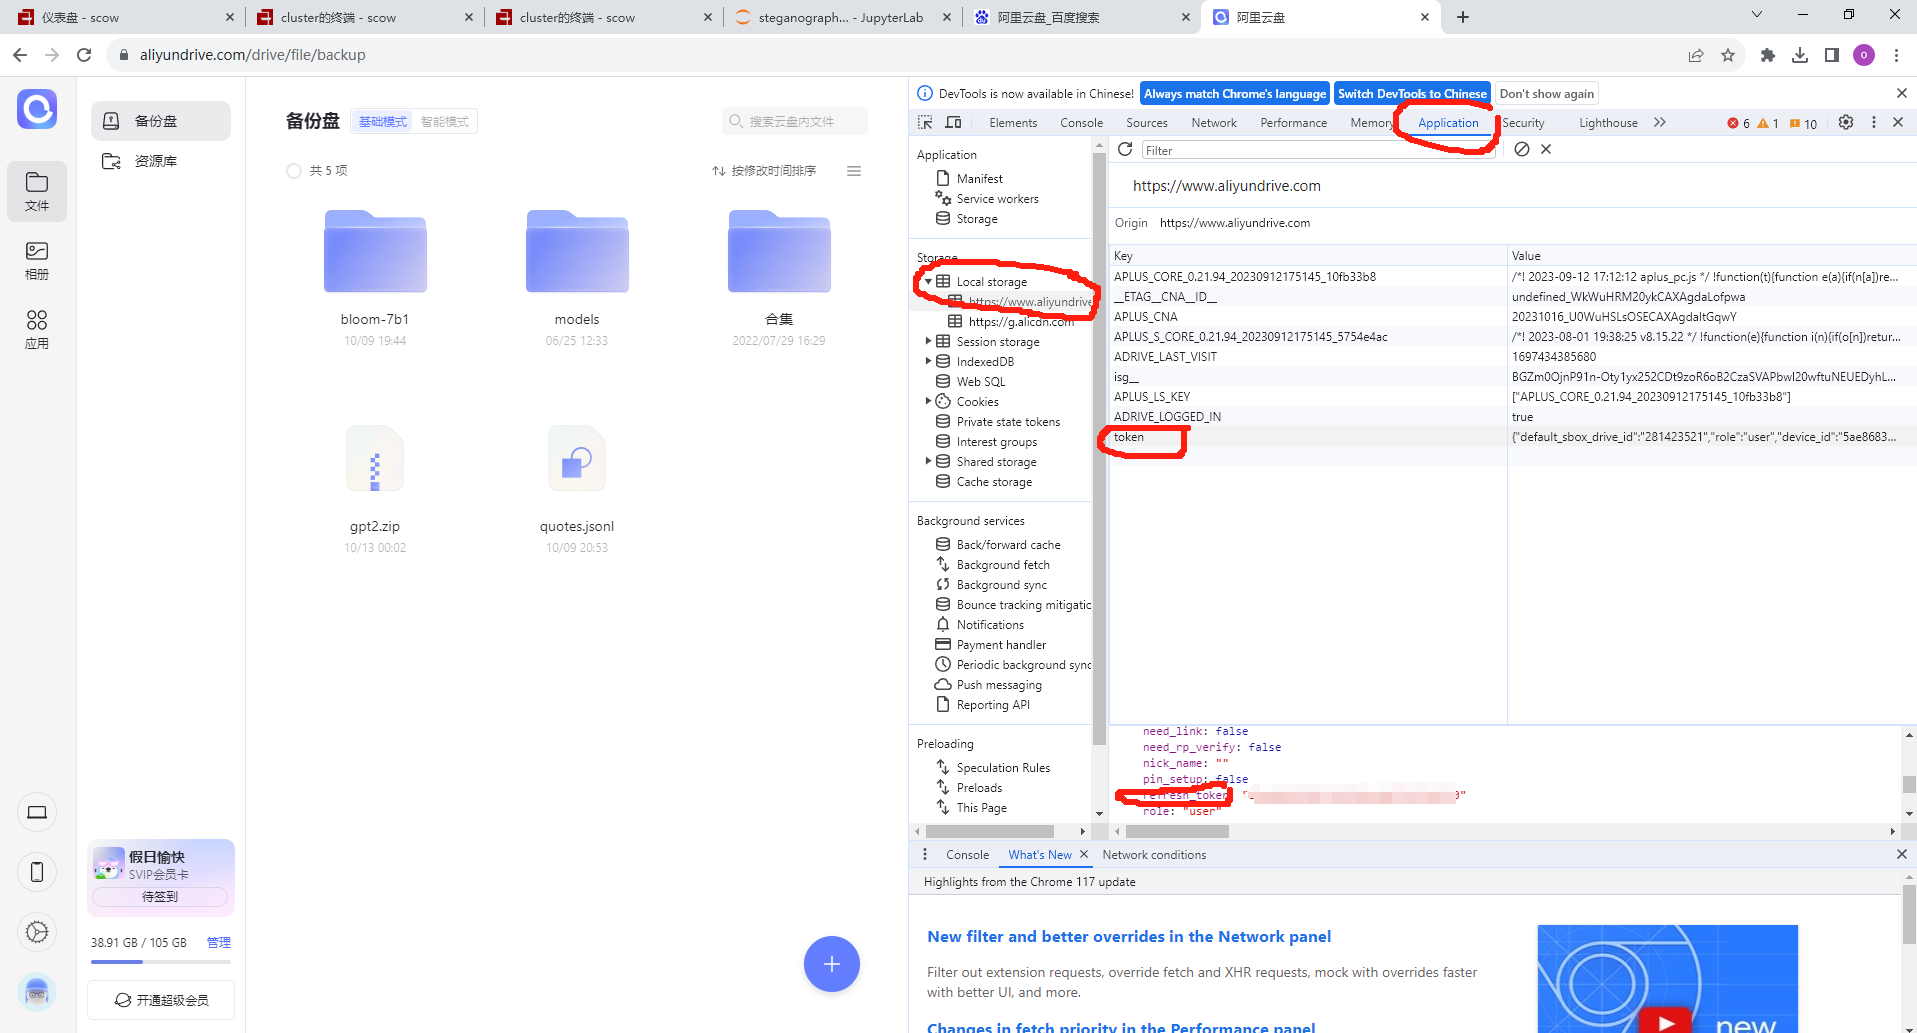 仪表盘 - scow
cluster的终端 - scow
cluster的终端 - scow
steganograph... - JupyterLab
阿里云盘_百度搜索
阿里云盘
aliyundrive.com/drive/file/backup
o
文件
相册
应用
备份盘
资源库
假日愉快
SVIP会员卡
待签到
38.91 GB / 105 GB 管理
开通超级会员
备份盘 基础模式 智能模式
搜索云盘内文件
共 5 项
按修改时间排序
bloom-7b1
10/09 19:44
models
06/25 12:33
合集
2022/07/29 16:29
gpt2.zip
10/13 00:02
quotes.jsonl
10/09 20:53
DevTools is now available in Chinese! Always match Chrome's language Switch DevTools to Chinese Don't show again
Elements Console Sources Network Performance Memory Application Security Lighthouse 6 1 10
Application
Manifest
Service workers
Storage
Storage
Local storage
https://www.aliyundrive
https://g.alicdn.com
Session storage
IndexedDB
Web SQL
Cookies
Private state tokens
Interest groups
Shared storage
Cache storage
Background services
Back/forward cache
Background fetch
Background sync
Bounce tracking mitigatic
Notifications
Payment handler
Periodic background sync
Push messaging
Reporting API
Preloading
Speculation Rules
Preloads
This Page
Filter
https://www.aliyundrive.com
Origin https://www.aliyundrive.com
Key Value
APLUS_CORE_0.21.94_20230912175145_10fb33b8 /*! 2023-09-12 17:12:12 aplus_pc.js */ !function(t){function e(a){if(n[a])re...
__ETAG__CNA__ID__ undefined_WkWuHRM20ykCAXAgdaLofpwa
APLUS_CNA 20231016_U0WuHSLsOSECAXAgdaItGqwY
APLUS_S_CORE_0.21.94_20230912175145_5754e4ac /*! 2023-08-01 19:38:25 v8.15.22 */ !function(e){function i(n){if(o[n])retur...
ADRIVE_LAST_VISIT 1697434385680
isg__ BGZm0OjnP91n-Oty1yx252CDt9zoR6oB2CzaSVAPbwI20wftuNEUEDyhL...
APLUS_LS_KEY ["APLUS_CORE_0.21.94_20230912175145_10fb33b8"]
ADRIVE_LOGGED_IN true
token {"default_sbox_drive_id":"281423521","role":"user","device_id":"5ae8683...
need_link: false
need_rp_verify: false
nick_name: ""
pin_setup: false
refresh_token
role: "user"
Console What's New Network conditions
Highlights from the Chrome 117 update
New filter and better overrides in the Network panel
Filter out extension requests, override fetch and XHR requests, mock with overrides faster
with better UI, and more.
Changes in fetch priority in the Performance panel
new